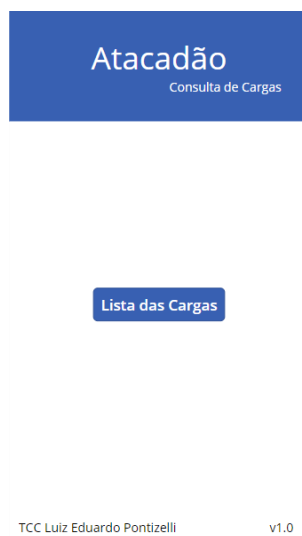 Atacadão
Consulta de Cargas
Lista das Cargas
TCC Luiz Eduardo Pontizelli v1.0